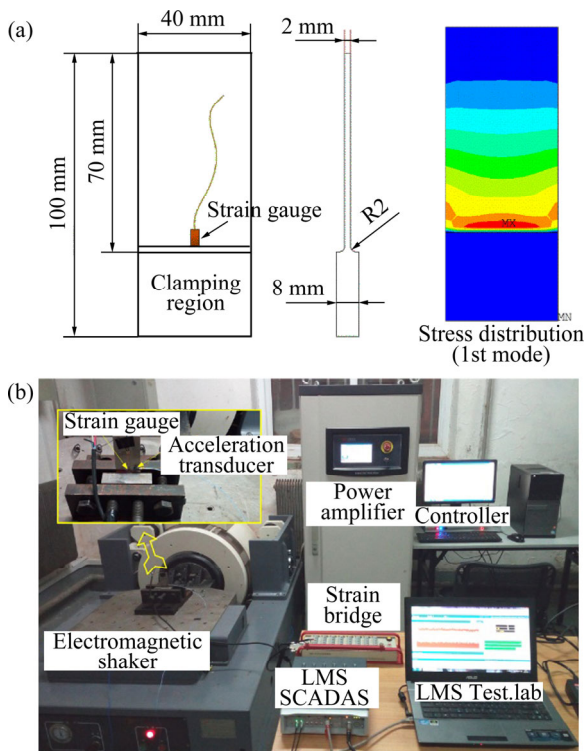 (a)
40 mm
2 mm
100 mm
70 mm
Strain gauge
R2
8 mm
Clamping
region
MX
MN
Stress distribution
(1st mode)
(b)
Strain gauge
Acceleration
transducer
Power
amplifier
Controller
Strain
bridge
Electromagnetic
shaker
LMS
SCADAS
LMS Test.lab